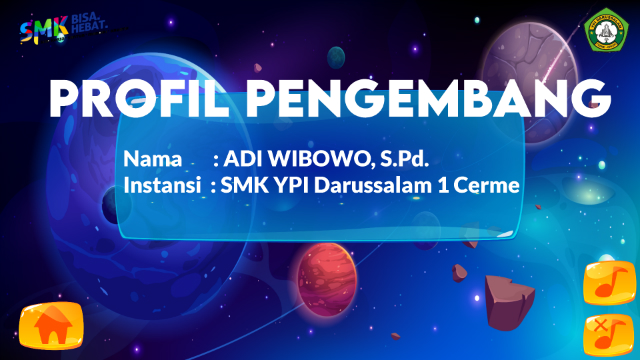 SMK BISA.
HEBAT.
PROFIL PENGEMBANG
Nama : ADI WIBOWO, S.Pd.
Instansi : SMK YPI Darussalam 1 Cerme